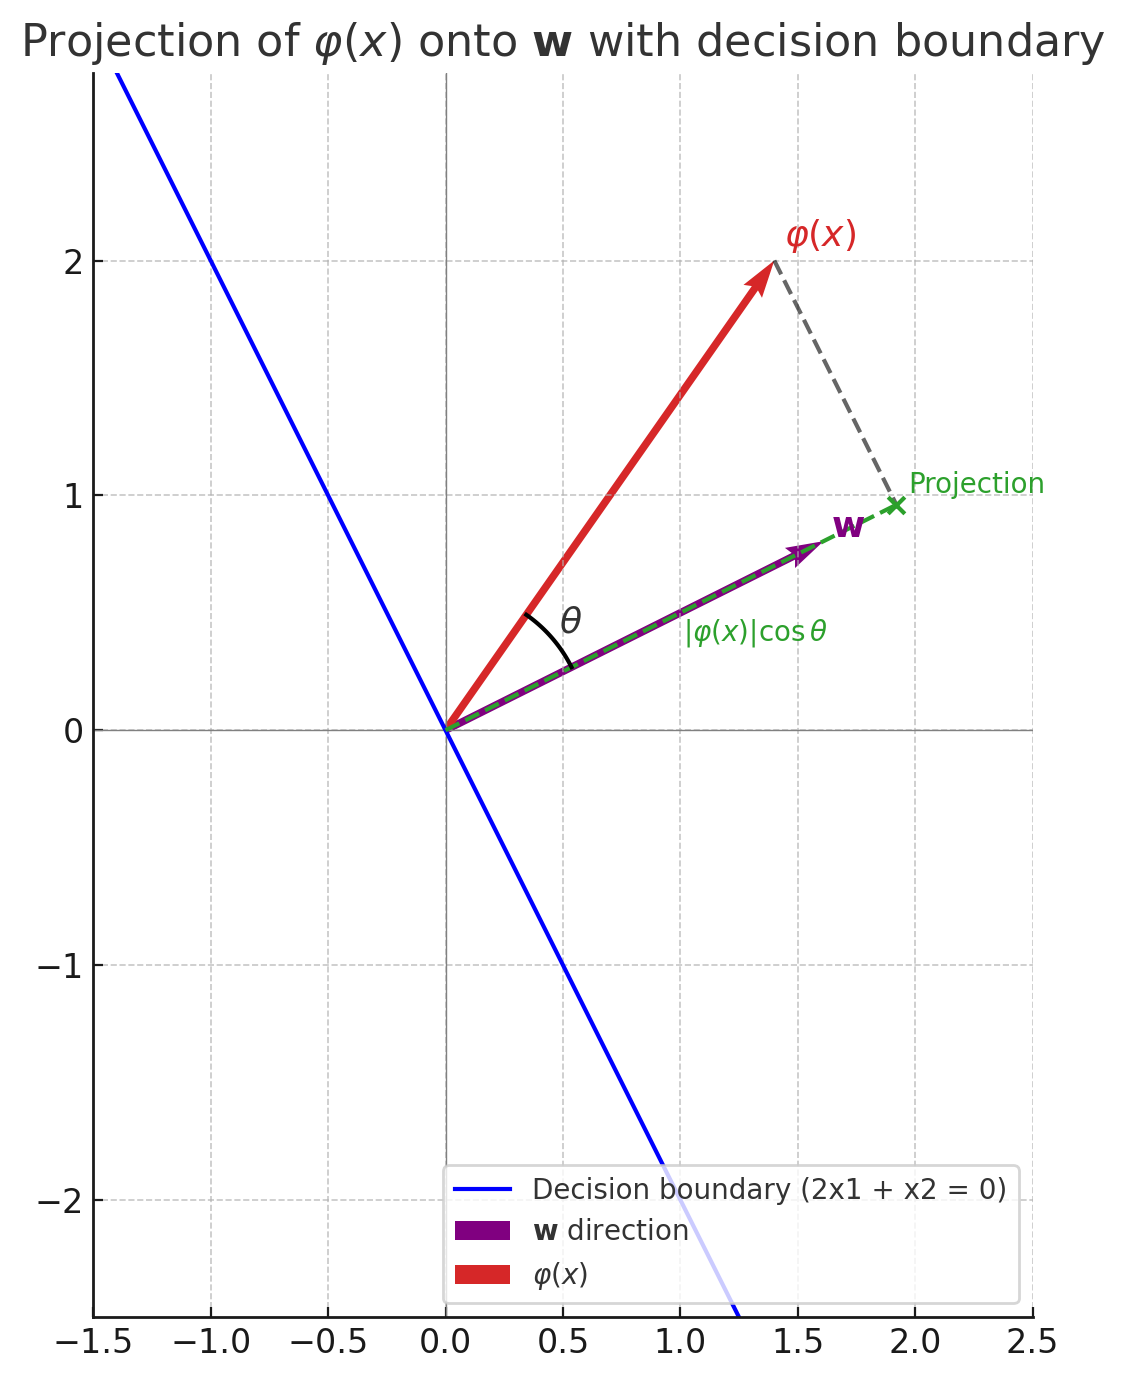 Projection of φ(x) onto w with decision boundary
φ(x)
2
Projection
1
w
θ
|φ(x)|cos θ
0
−1
−2
Decision boundary (2x1 + x2 = 0)
w direction
φ(x)
−1.5 −1.0 −0.5 0.0 0.5 1.0 1.5 2.0 2.5